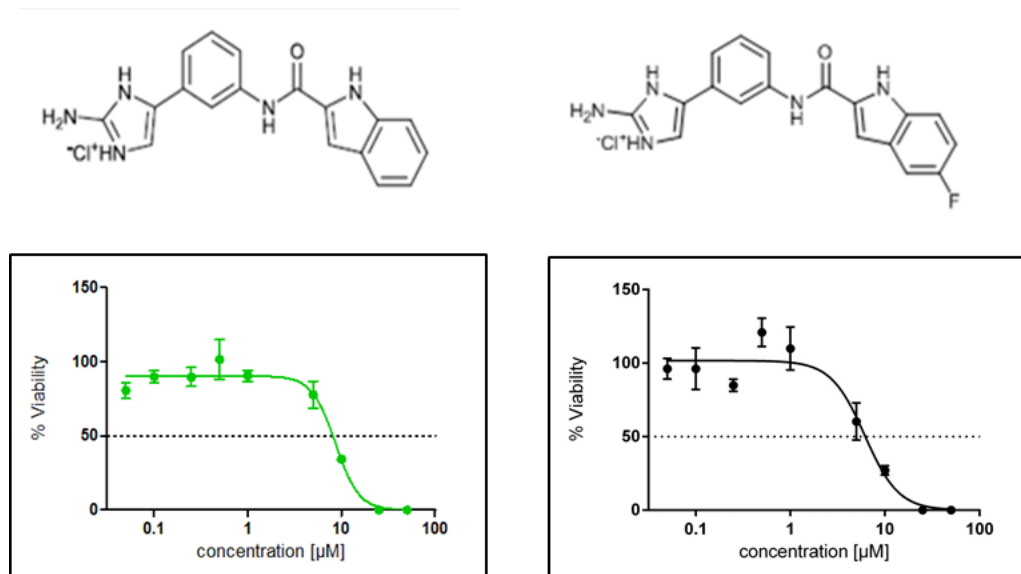 O
H
N
H₂N
N
H
H
N
⁻Cl⁺HN
O
H
N
H₂N
N
H
H
N
⁻Cl⁺HN
F
150
100
50
0
% Viability
0.1
1
10
100
concentration [µM]
150
100
50
0
% Viability
0.1
1
10
100
concentration [µM]